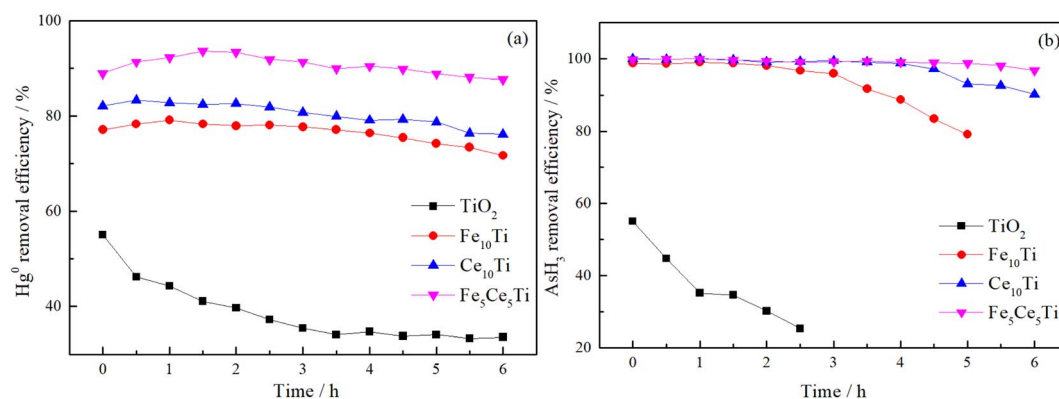 (a)
Hg⁰ removal efficiency / %
100
80
60
40
TiO₂
Fe₁₀Ti
Ce₁₀Ti
Fe₅Ce₅Ti
0 1 2 3 4 5 6
Time / h
(b)
AsH₃ removal efficiency / %
100
80
60
40
20
TiO₂
Fe₁₀Ti
Ce₁₀Ti
Fe₅Ce₅Ti
0 1 2 3 4 5 6
Time / h